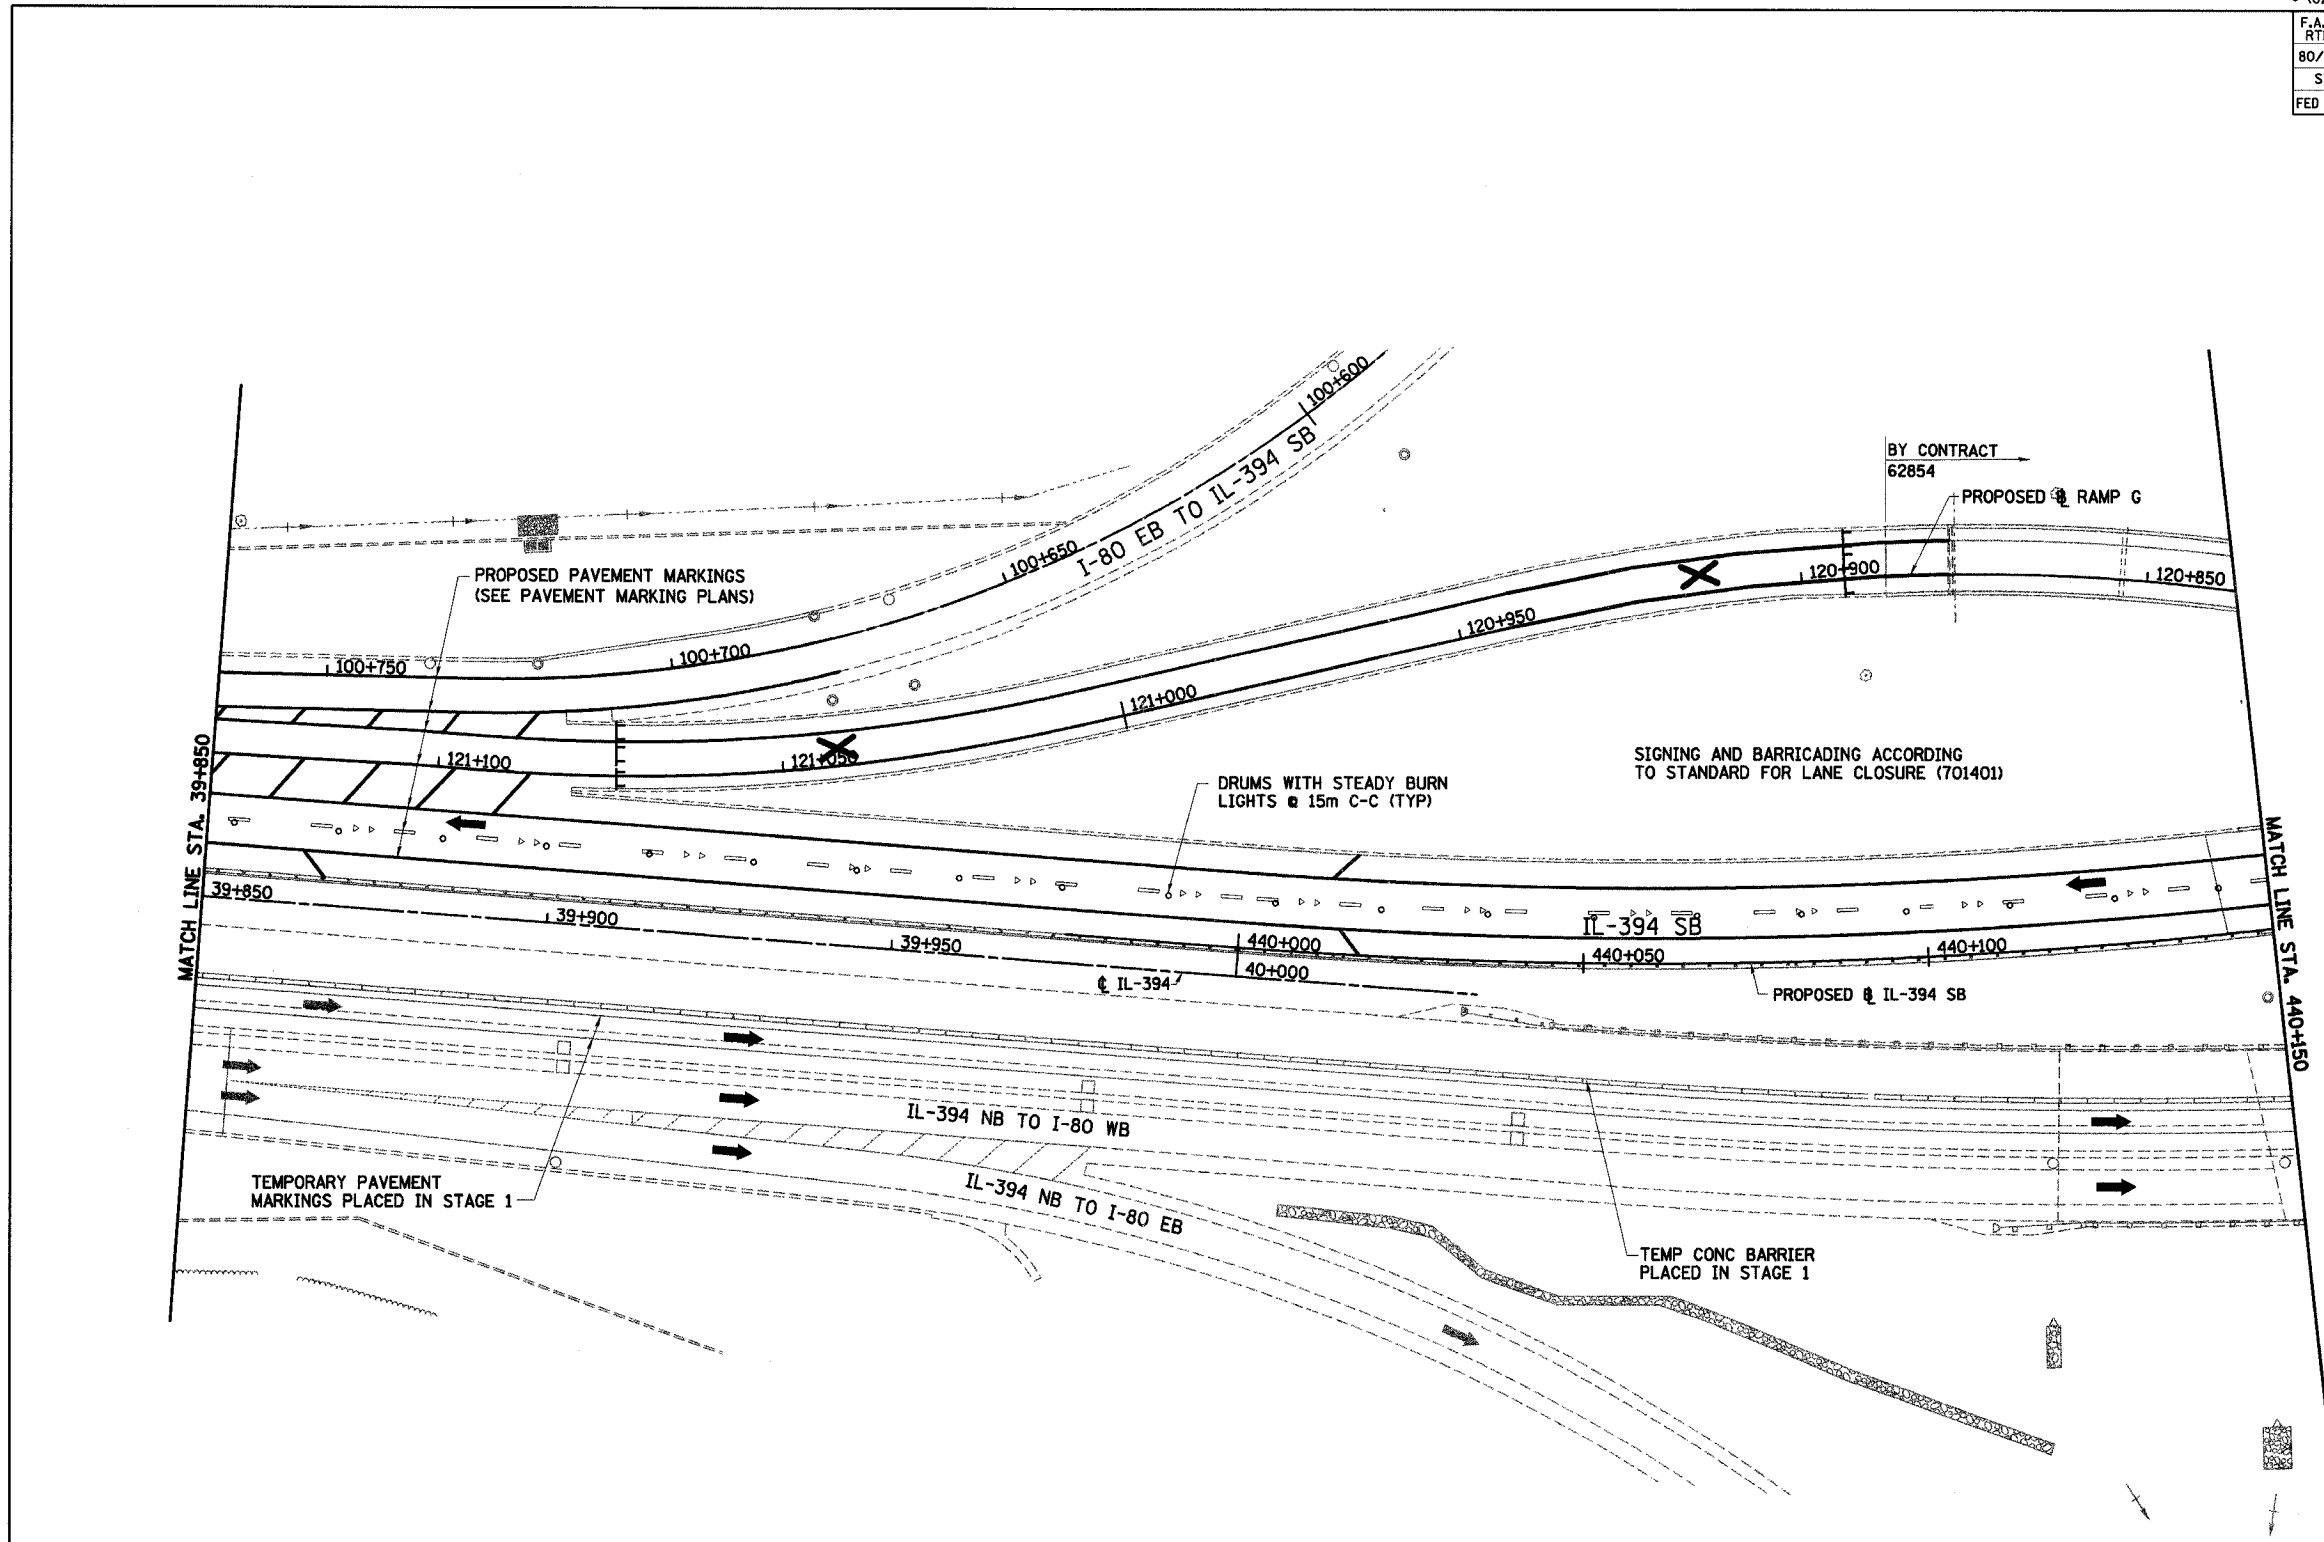 F.A.
80/
S
FED
100+600
I-80 EB TO IL-394 SB
100+650
100+700
100+750
BY CONTRACT
62854
PROPOSED ℄ RAMP G
120+850
120+900
120+950
121+000
121+050
121+100
PROPOSED PAVEMENT MARKINGS
(SEE PAVEMENT MARKING PLANS)
SIGNING AND BARRICADING ACCORDING
TO STANDARD FOR LANE CLOSURE (701401)
DRUMS WITH STEADY BURN
LIGHTS @ 15m C-C (TYP)
MATCH LINE STA. 39+850
MATCH LINE STA. 440+150
39+850
39+900
39+950
440+000
40+000
IL-394 SB
440+050
440+100
℄ IL-394
PROPOSED ℄ IL-394 SB
IL-394 NB TO I-80 WB
IL-394 NB TO I-80 EB
TEMPORARY PAVEMENT
MARKINGS PLACED IN STAGE 1
TEMP CONC BARRIER
PLACED IN STAGE 1